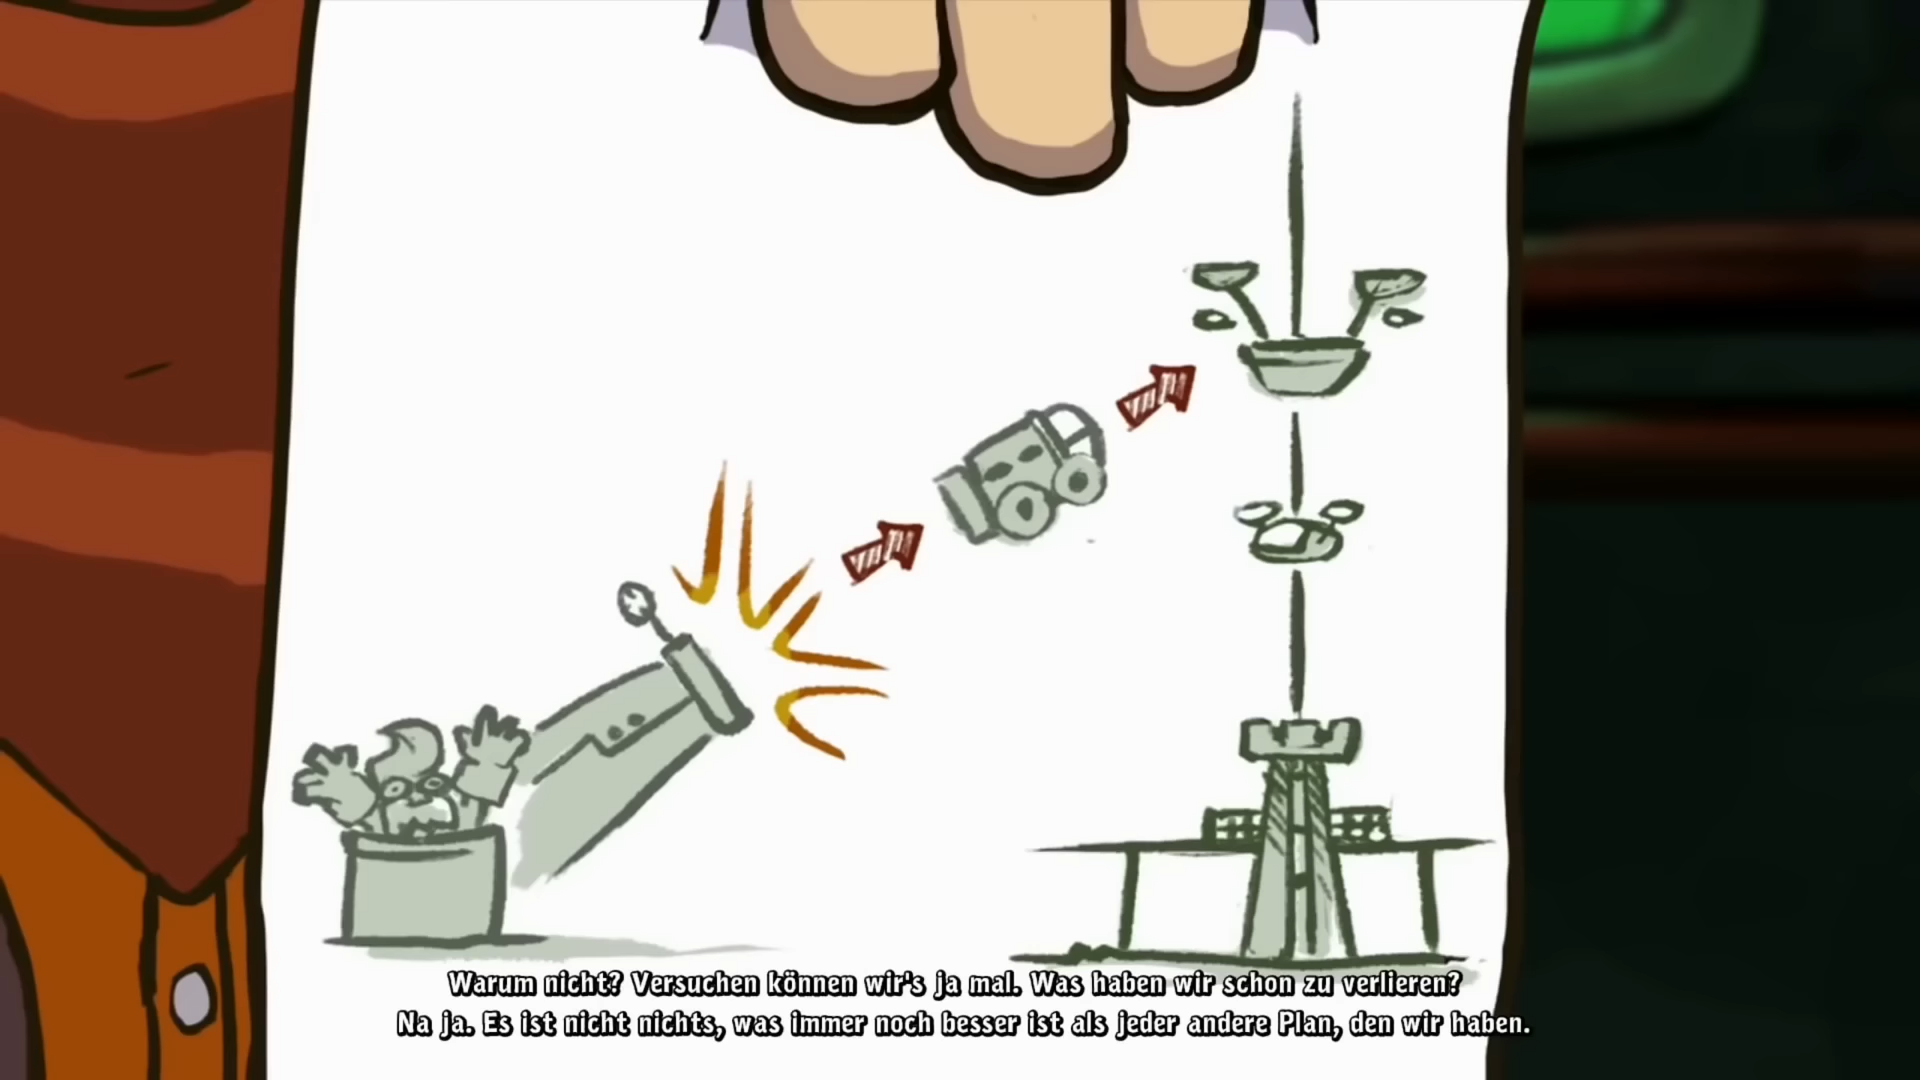 Warum nicht? Versuchen können wir's ja mal. Was haben wir schon zu verlieren?
Na ja. Es ist nicht nichts, was immer noch besser ist als jeder andere Plan, den wir haben.